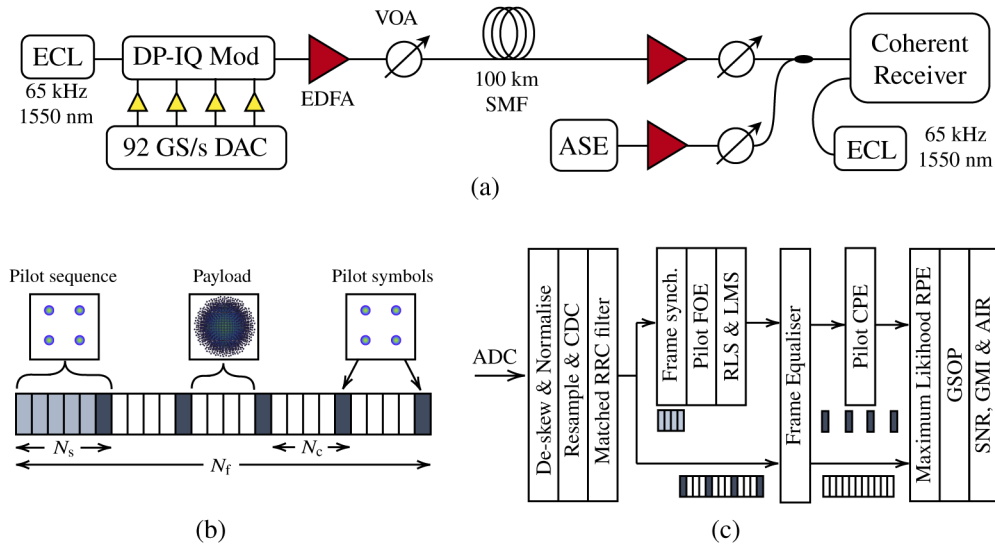 ECL
65 kHz
1550 nm
DP-IQ Mod
92 GS/s DAC
EDFA
VOA
100 km
SMF
ASE
Coherent
Receiver
ECL
65 kHz
1550 nm
(a)
Pilot sequence
Payload
Pilot symbols
Ns
Nc
Nf
(b)
ADC
De-skew & Normalise
Resample & CDC
Matched RRC filter
Frame synch.
Pilot FOE
RLS & LMS
Frame Equaliser
Pilot CPE
Maximum Likihood RPE
GSOP
SNR, GMI & AIR
(c)